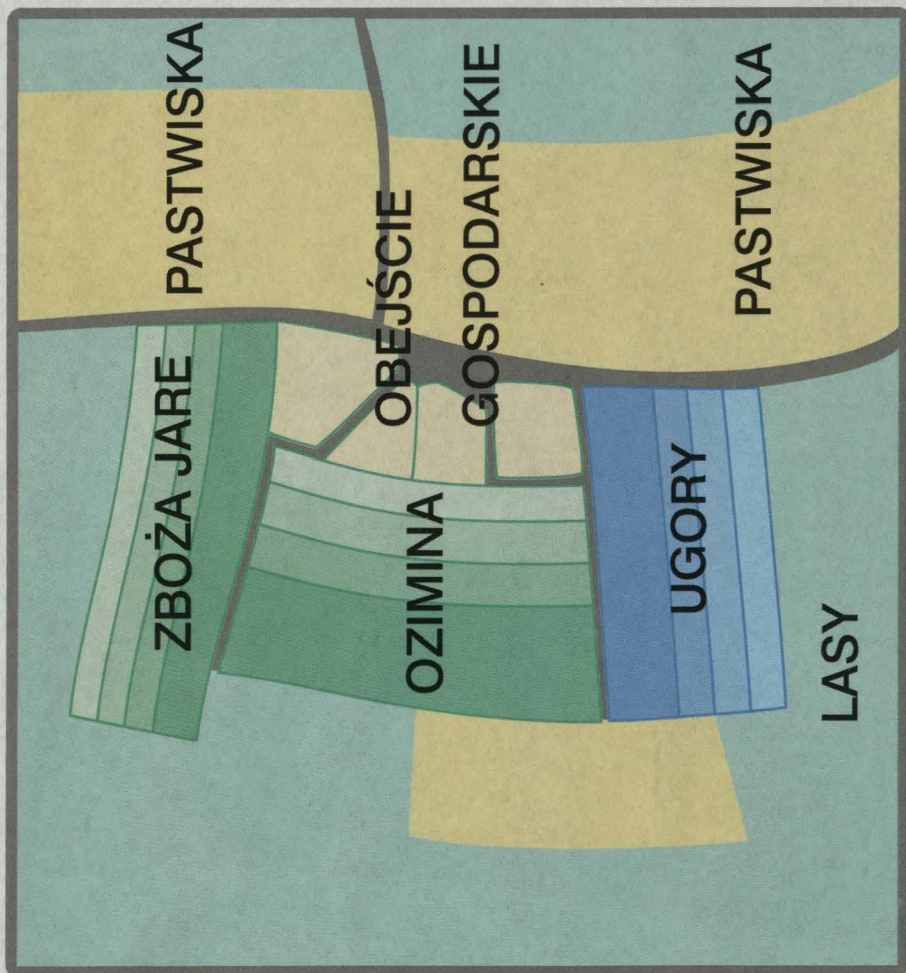 ZBOŻA JARE
PASTWISKA
OZIMINA
OBEJŚCIE
GOSPODARSKIE
UGORY
PASTWISKA
LASY